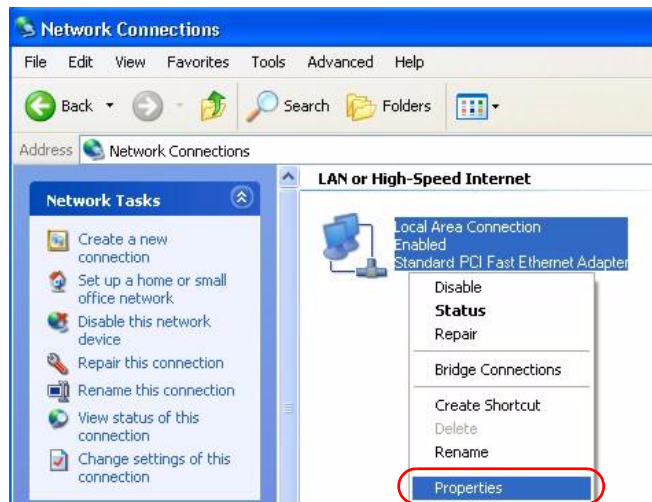 Network Connections
File Edit View Favorites Tools Advanced Help
Back Search Folders
Address Network Connections
Network Tasks
Create a new
connection
Set up a home or small
office network
Disable this network
device
Repair this connection
Rename this connection
View status of this
connection
Change settings of this
connection
LAN or High-Speed Internet
Local Area Connection
Enabled
Standard PCI Fast Ethernet Adapter
Disable
Status
Repair
Bridge Connections
Create Shortcut
Delete
Rename
Properties